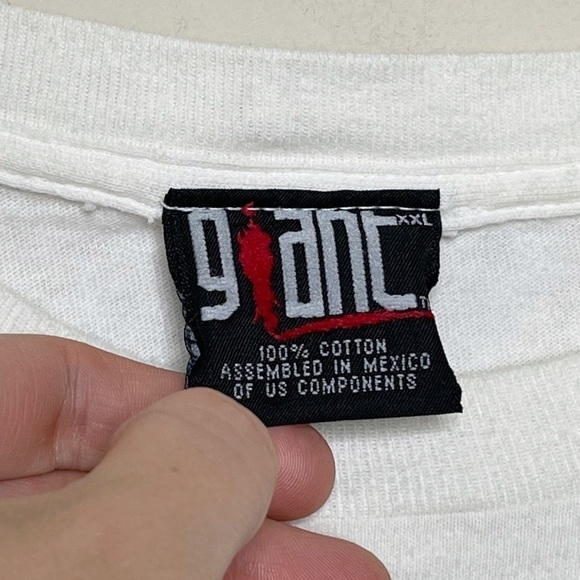 giant
XXL
100% COTTON
ASSEMBLED IN MEXICO
OF US COMPONENTS